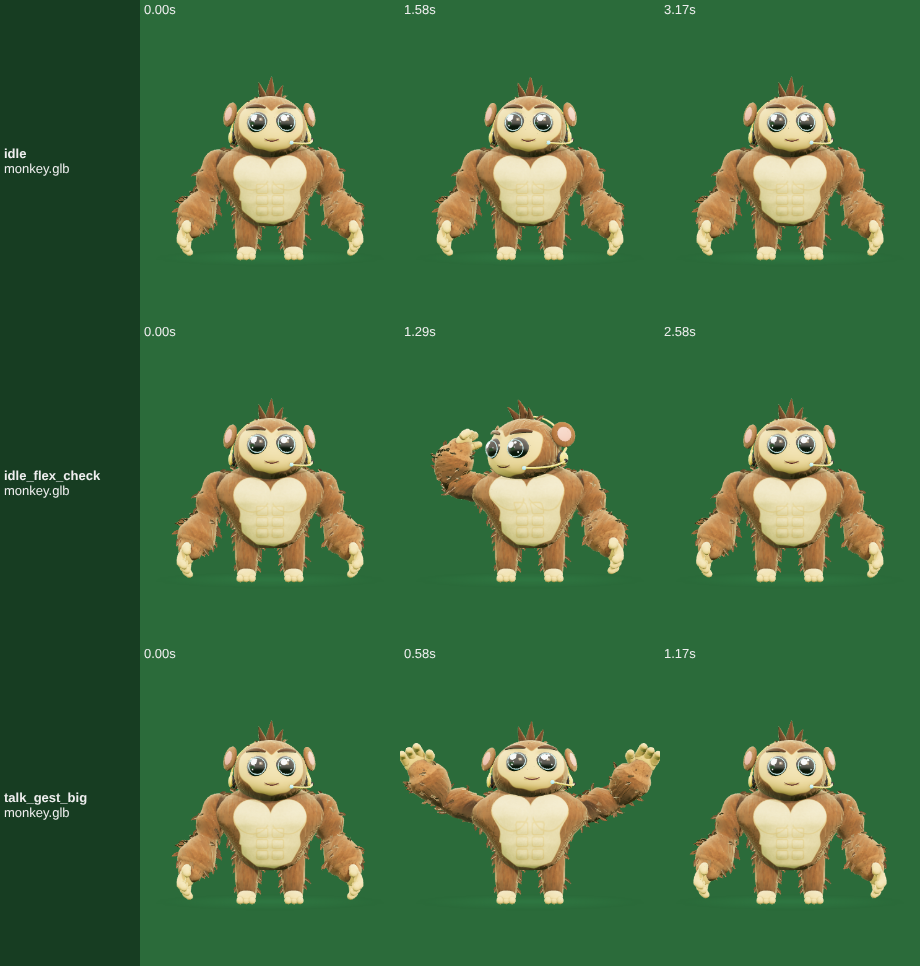 0.00s 1.58s 3.17s
idle
monkey.glb
0.00s 1.29s 2.58s
idle_flex_check
monkey.glb
0.00s 0.58s 1.17s
talk_gest_big
monkey.glb